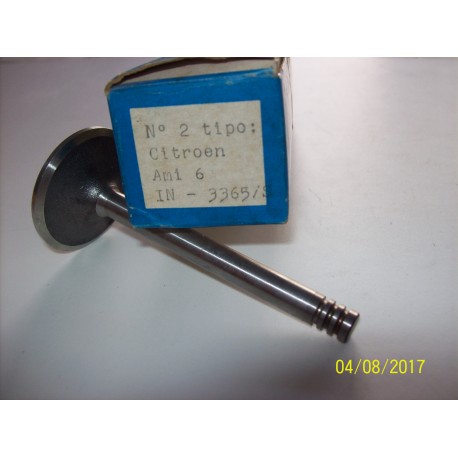 Nº 2 tipo:
Citroen
Ami 6
IN - 3365/S
04/08/2017